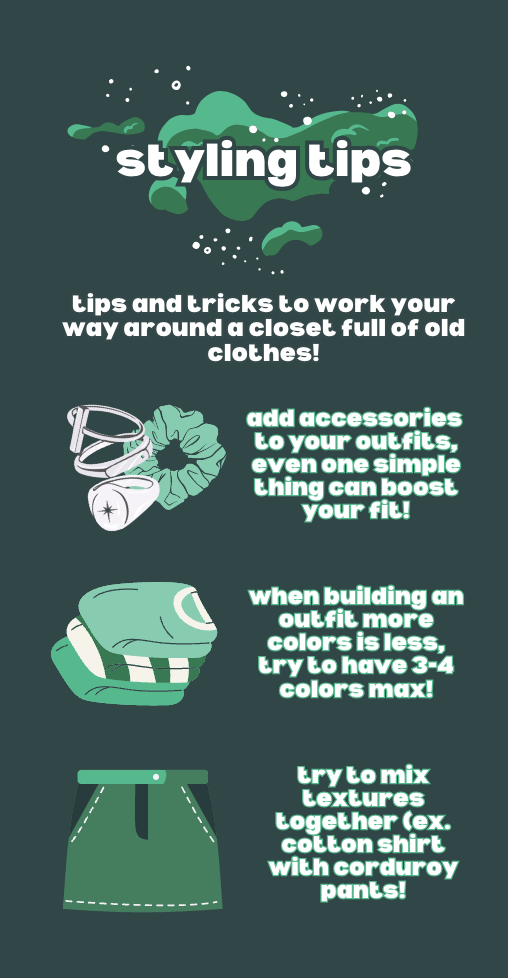 styling tips
tips and tricks to work your
way around a closet full of old
clothes!
add accessories
to your outfits,
even one simple
thing can boost
your fit!
when building an
outfit more
colors is less,
try to have 3-4
colors max!
try to mix
textures
together (ex.
cotton shirt
with corduroy
pants!